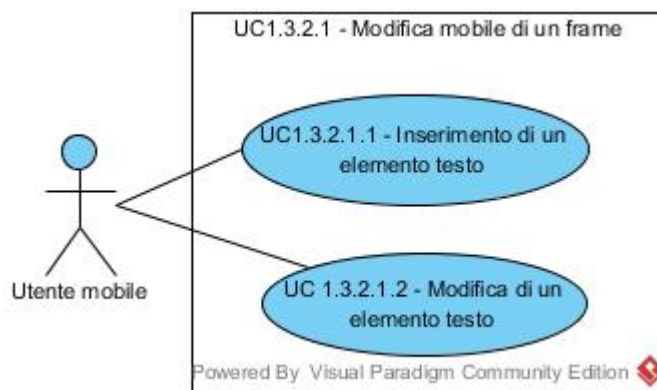 UC1.3.2.1 - Modifica mobile di un frame
UC1.3.2.1.1 - Inserimento di un
elemento testo
Utente mobile
UC 1.3.2.1.2 - Modifica di un
elemento testo
Powered By Visual Paradigm Community Edition